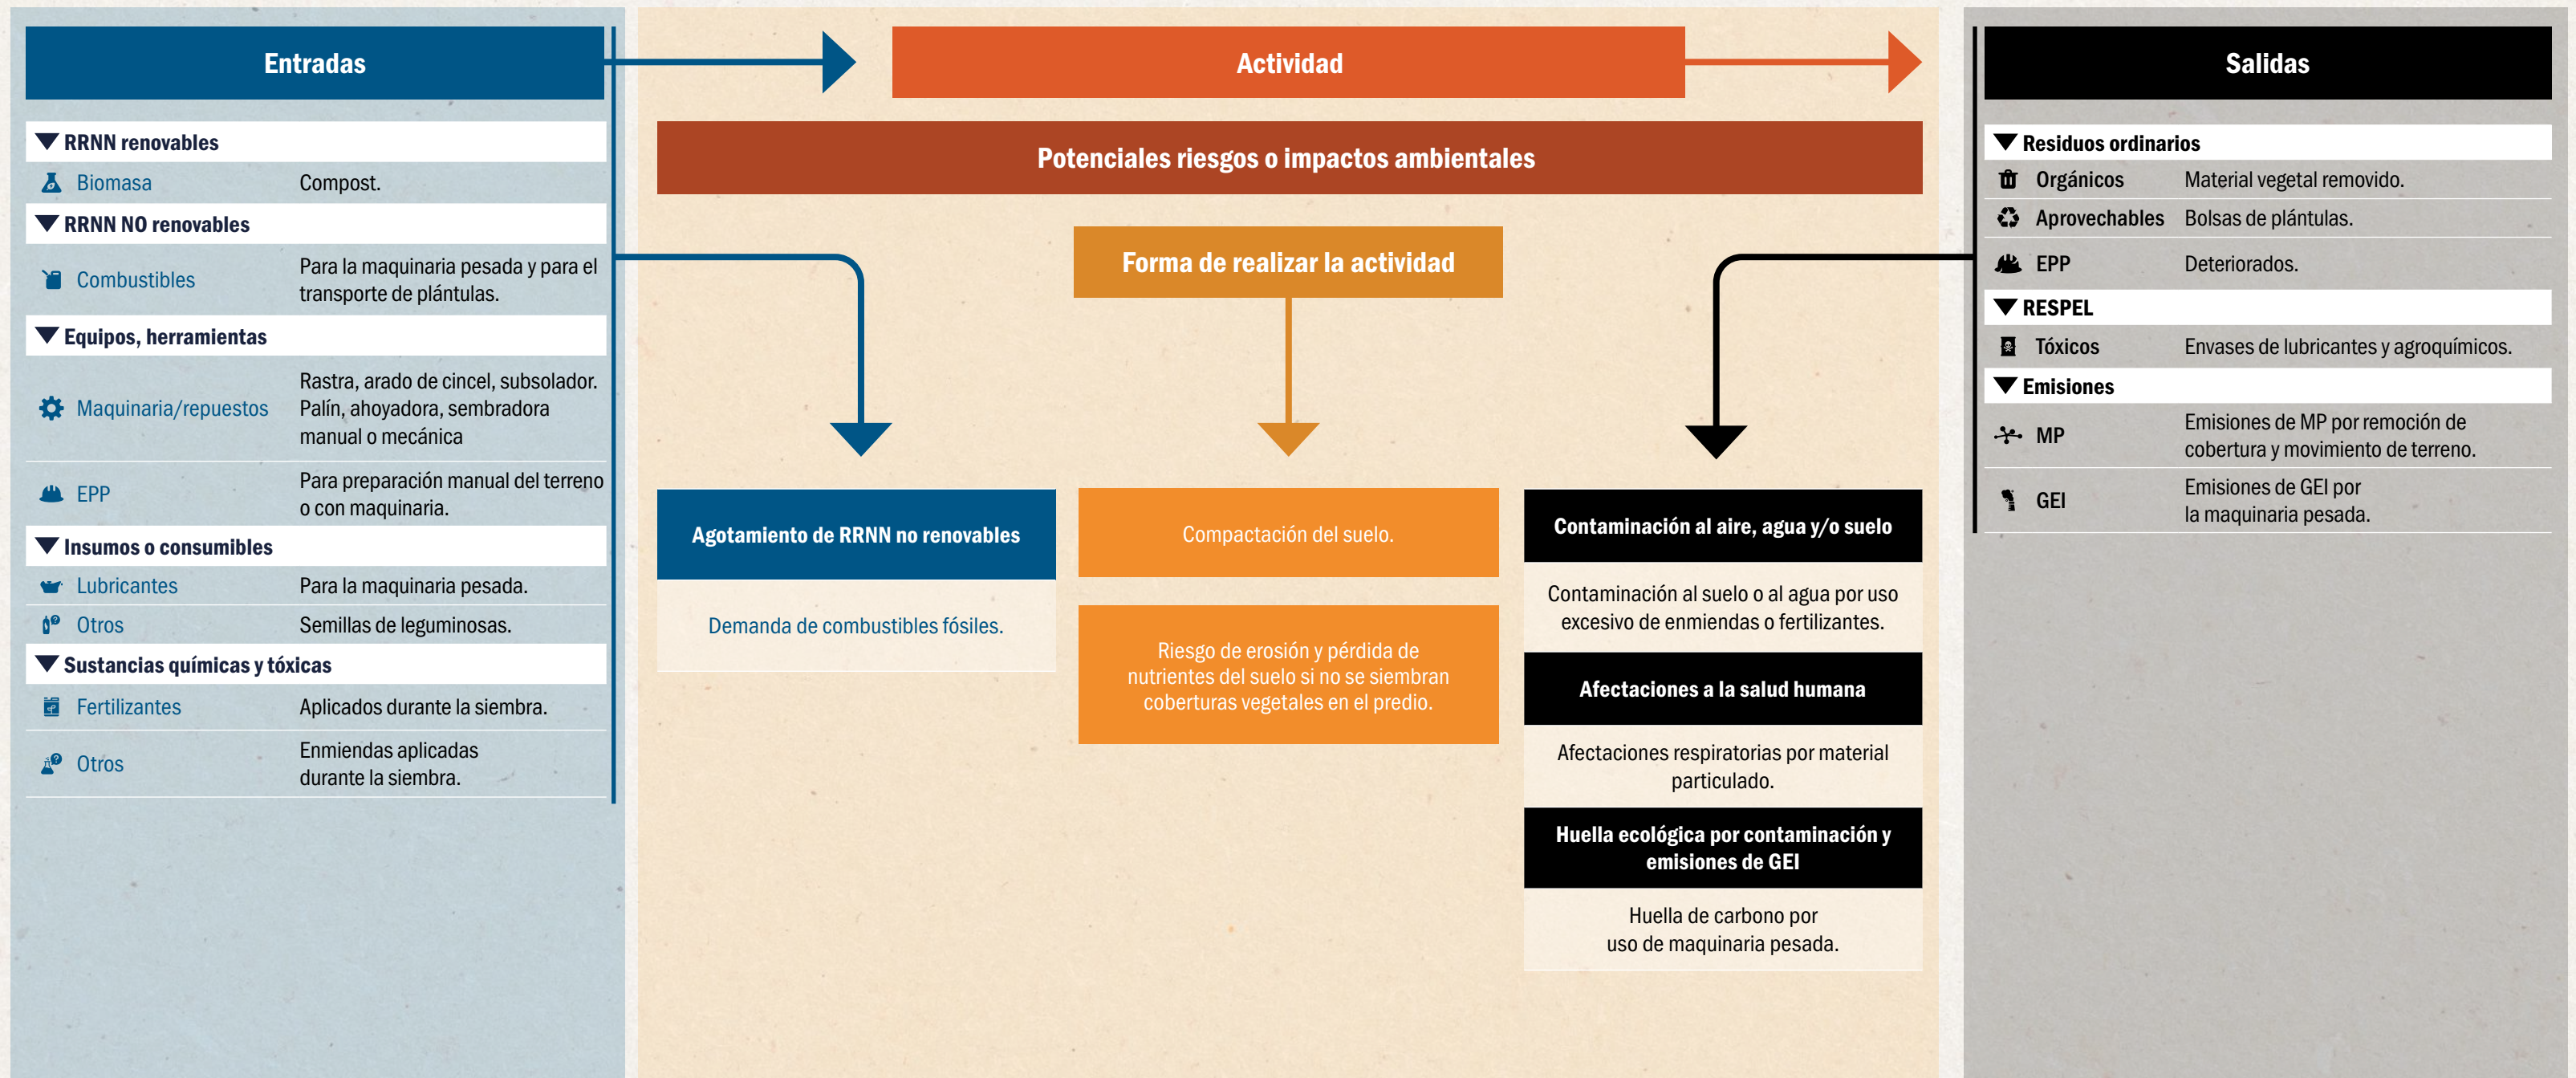 Entradas
RRNN renovables
Biomasa Compost.
RRNN NO renovables
Combustibles
Para la maquinaria pesada y para el
transporte de plántulas.
Equipos, herramientas
Maquinaria/repuestos
Rastra, arado de cincel, subsolador.
Palín, ahoyadora, sembradora
manual o mecánica
EPP
Para preparación manual del terreno
o con maquinaria.
Insumos o consumibles
Lubricantes Para la maquinaria pesada.
Otros Semillas de leguminosas.
Sustancias químicas y tóxicas
Fertilizantes Aplicados durante la siembra.
Otros
Enmiendas aplicadas
durante la siembra.
Actividad
Potenciales riesgos o impactos ambientales
Forma de realizar la actividad
Agotamiento de RRNN no renovables
Demanda de combustibles fósiles.
Compactación del suelo.
Riesgo de erosión y pérdida de
nutrientes del suelo si no se siembran
coberturas vegetales en el predio.
Contaminación al aire, agua y/o suelo
Contaminación al suelo o al agua por uso
excesivo de enmiendas o fertilizantes.
Afectaciones a la salud humana
Afectaciones respiratorias por material
particulado.
Huella ecológica por contaminación y
emisiones de GEI
Huella de carbono por
uso de maquinaria pesada.
Salidas
Residuos ordinarios
Orgánicos Material vegetal removido.
Aprovechables Bolsas de plántulas.
EPP Deteriorados.
RESPEL
Tóxicos Envases de lubricantes y agroquímicos.
Emisiones
MP
Emisiones de MP por remoción de
cobertura y movimiento de terreno.
GEI
Emisiones de GEI por
la maquinaria pesada.